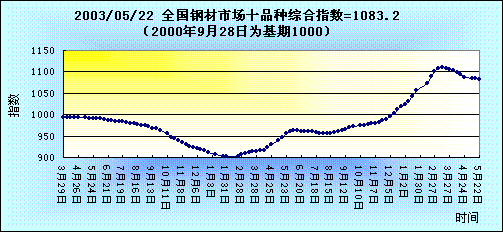 2003/05/22 全国钢材市场十品种综合指数=1083.2
（2000年9月28日为基期1000）
指数
1150
1100
1050
1000
950
900
3月29日
4月26日
5月24日
6月21日
7月19日
8月16日
9月13日
10月11日
11月8日
12月6日
1月3日
1月31日
2月28日
3月28日
4月25日
5月23日
6月20日
7月18日
8月15日
9月12日
10月10日
11月7日
12月5日
1月2日
1月30日
2月27日
3月27日
4月24日
5月22日
时间